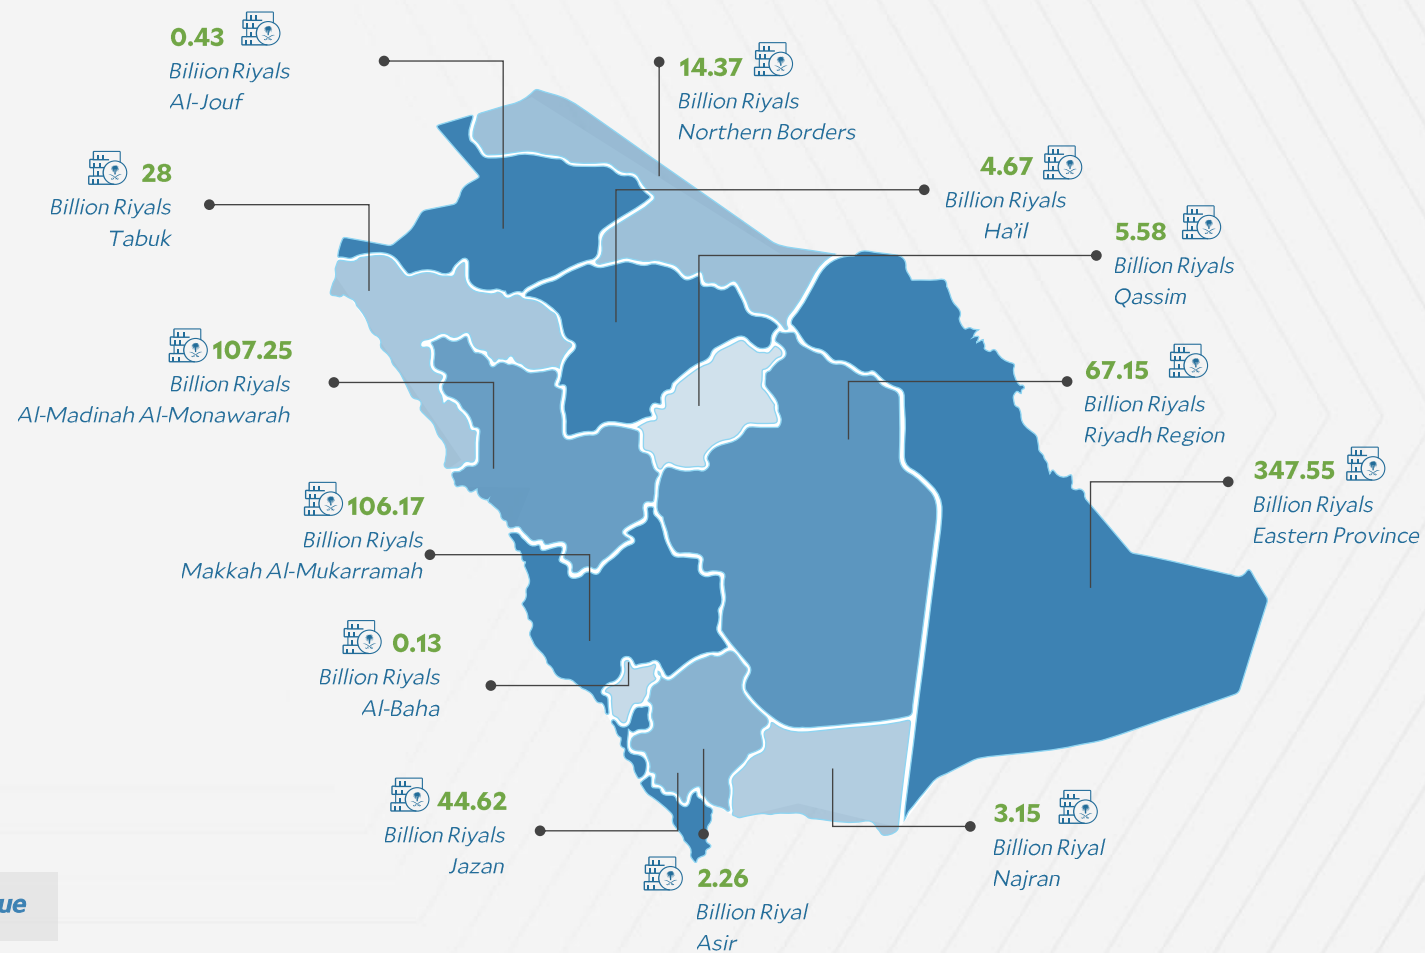 0.43
Biliion Riyals
Al-Jouf
14.37
Billion Riyals
Northern Borders
28
Billion Riyals
Tabuk
4.67
Billion Riyals
Ha'il
5.58
Billion Riyals
Qassim
107.25
Billion Riyals
Al-Madinah Al-Monawarah
67.15
Billion Riyals
Riyadh Region
347.55
Billion Riyals
Eastern Province
106.17
Billion Riyals
Makkah Al-Mukarramah
0.13
Billion Riyals
Al-Baha
44.62
Billion Riyals
Jazan
3.15
Billion Riyal
Najran
2.26
Billion Riyal
Asir
ue